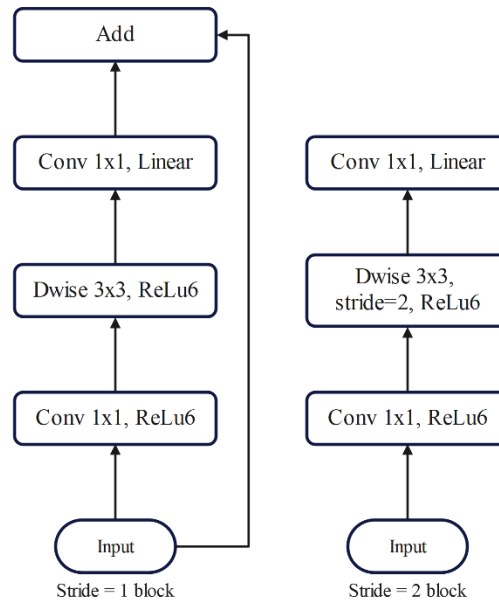 Add
Conv 1x1, Linear
Dwise 3x3, ReLu6
Conv 1x1, ReLu6
Input
Stride = 1 block
Conv 1x1, Linear
Dwise 3x3,
stride=2, ReLu6
Conv 1x1, ReLu6
Input
Stride = 2 block